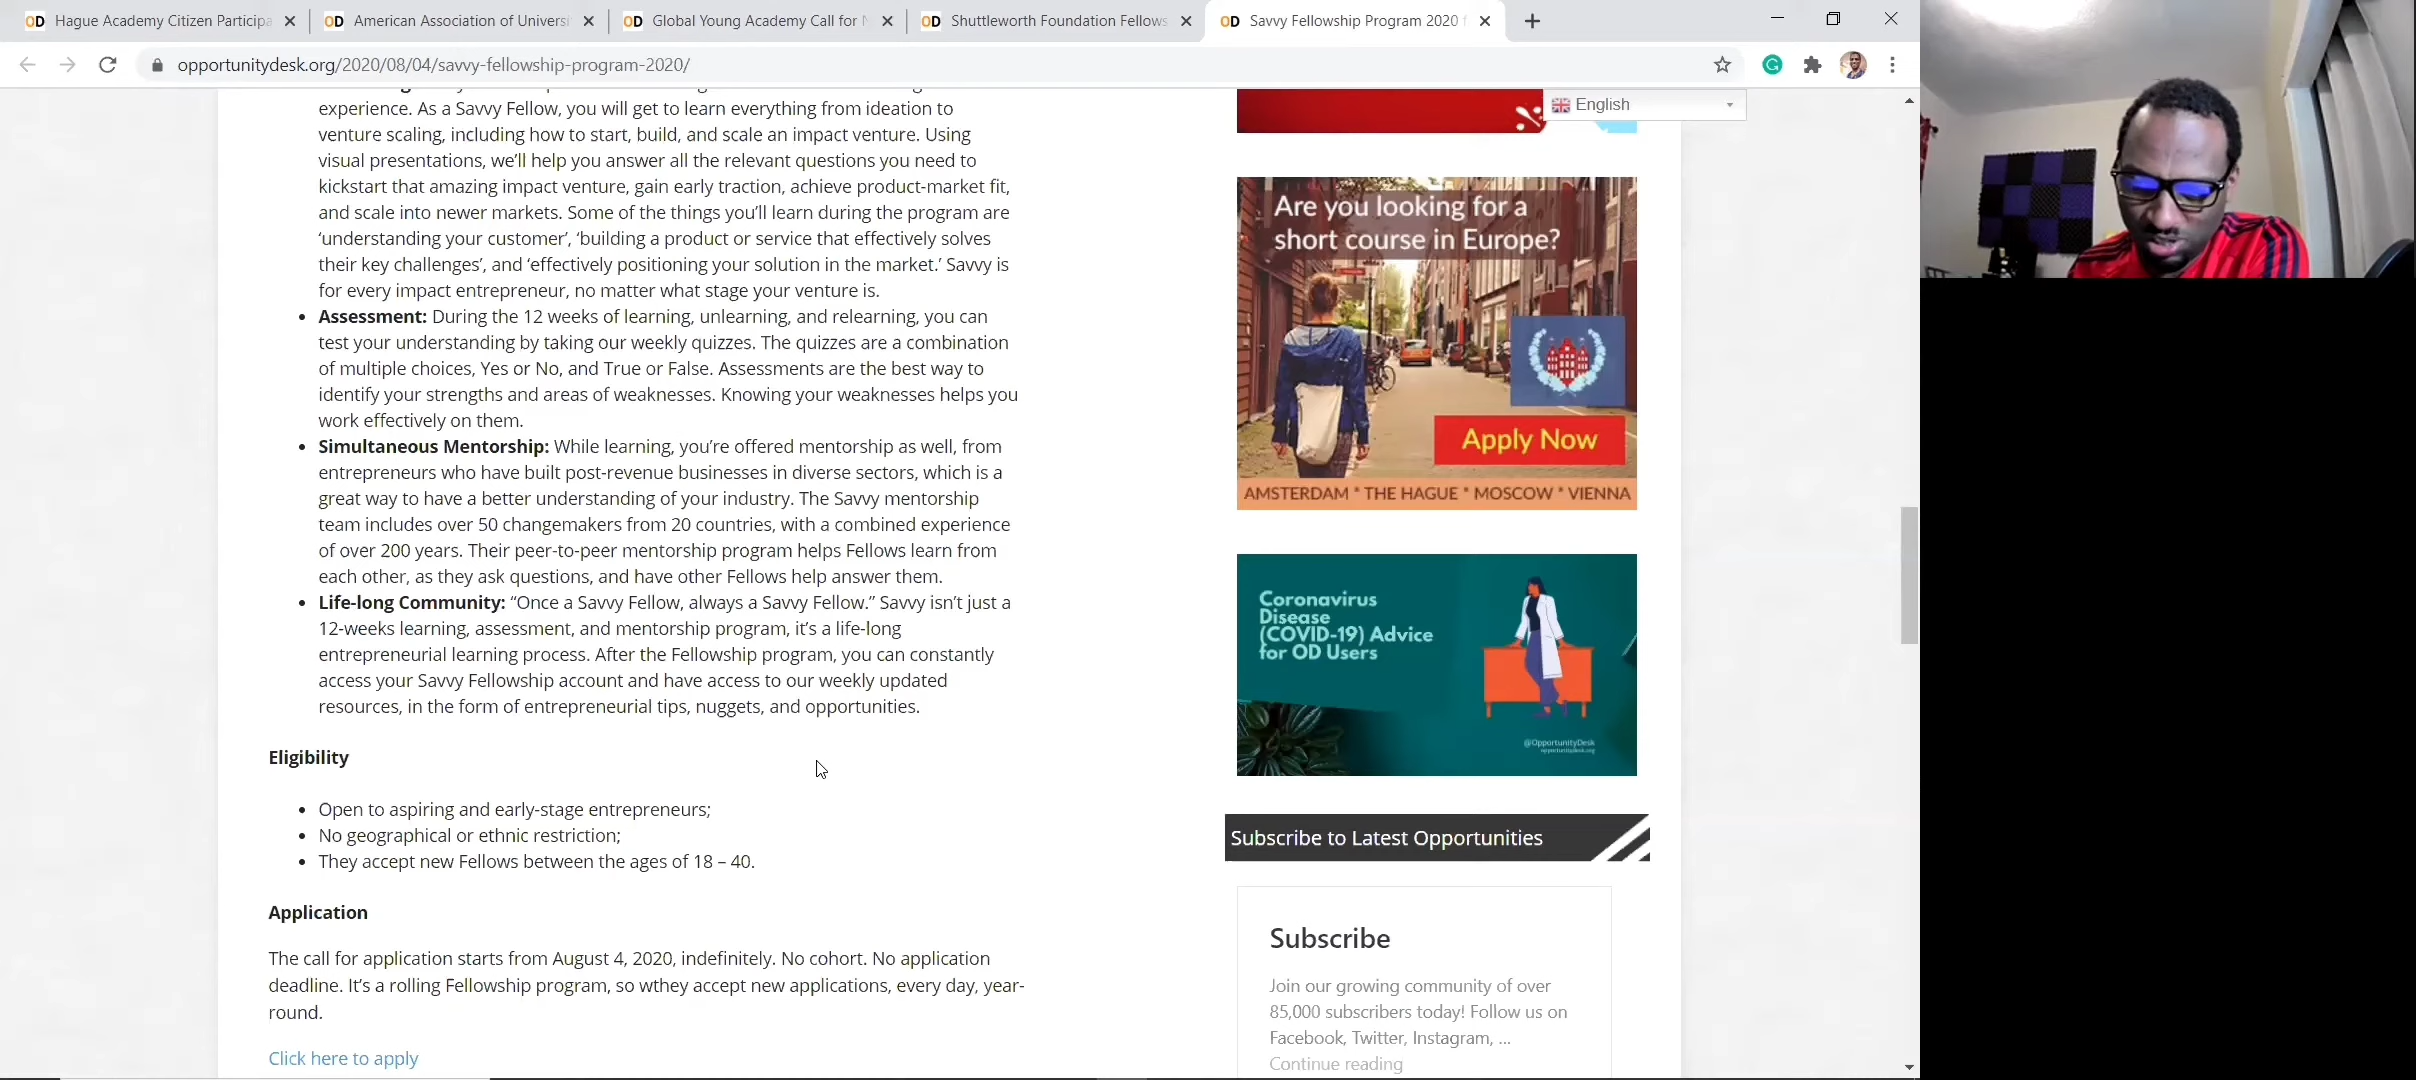 OD Hague Academy Citizen Participa
OD American Association of Universi
OD Global Young Academy Call for N
OD Shuttleworth Foundation Fellows
OD Savvy Fellowship Program 2020 f
opportunitydesk.org/2020/08/04/savvy-fellowship-program-2020/
experience. As a Savvy Fellow, you will get to learn everything from ideation to
venture scaling, including how to start, build, and scale an impact venture. Using
visual presentations, we’ll help you answer all the relevant questions you need to
kickstart that amazing impact venture, gain early traction, achieve product-market fit,
and scale into newer markets. Some of the things you’ll learn during the program are
‘understanding your customer’, ‘building a product or service that effectively solves
their key challenges’, and ‘effectively positioning your solution in the market.’ Savvy is
for every impact entrepreneur, no matter what stage your venture is.
• Assessment: During the 12 weeks of learning, unlearning, and relearning, you can
test your understanding by taking our weekly quizzes. The quizzes are a combination
of multiple choices, Yes or No, and True or False. Assessments are the best way to
identify your strengths and areas of weaknesses. Knowing your weaknesses helps you
work effectively on them.
• Simultaneous Mentorship: While learning, you’re offered mentorship as well, from
entrepreneurs who have built post-revenue businesses in diverse sectors, which is a
great way to have a better understanding of your industry. The Savvy mentorship
team includes over 50 changemakers from 20 countries, with a combined experience
of over 200 years. Their peer-to-peer mentorship program helps Fellows learn from
each other, as they ask questions, and have other Fellows help answer them.
• Life-long Community: “Once a Savvy Fellow, always a Savvy Fellow.” Savvy isn’t just a
12-weeks learning, assessment, and mentorship program, it’s a life-long
entrepreneurial learning process. After the Fellowship program, you can constantly
access your Savvy Fellowship account and have access to our weekly updated
resources, in the form of entrepreneurial tips, nuggets, and opportunities.
Eligibility
• Open to aspiring and early-stage entrepreneurs;
• No geographical or ethnic restriction;
• They accept new Fellows between the ages of 18 – 40.
Application
The call for application starts from August 4, 2020, indefinitely. No cohort. No application
deadline. It’s a rolling Fellowship program, so wthey accept new applications, every day, year-
round.
Click here to apply
English
Are you looking for a
short course in Europe?
Apply Now
AMSTERDAM * THE HAGUE * MOSCOW * VIENNA
Coronavirus
Disease
(COVID-19) Advice
for OD Users
@OpportunityDesk
opportunitydesk.org
Subscribe to Latest Opportunities
Subscribe
Join our growing community of over
85,000 subscribers today! Follow us on
Facebook, Twitter, Instagram, ...
Continue reading